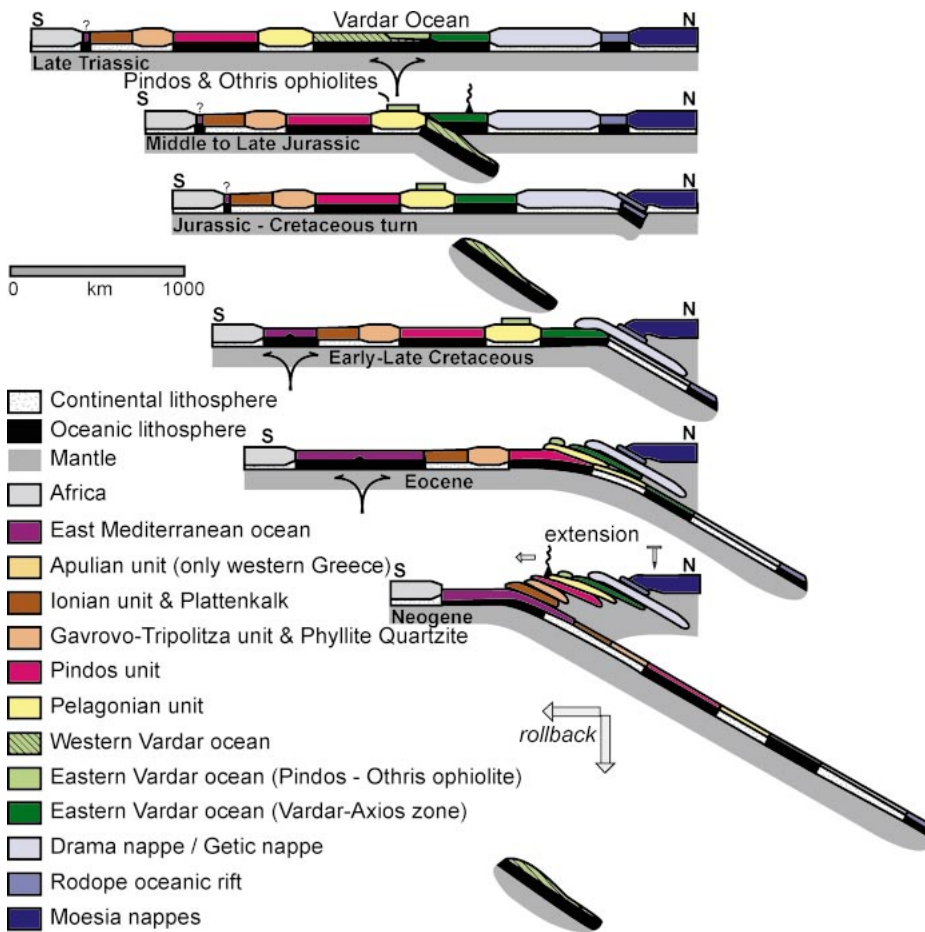 S Vardar Ocean N
?
Late Triassic
Pindos & Othris ophiolites
S N
?
Middle to Late Jurassic
S N
?
Jurassic - Cretaceous turn
0 km 1000
S N
Early-Late Cretaceous
Continental lithosphere
Oceanic lithosphere
Mantle
Africa
East Mediterranean ocean
Apulian unit (only western Greece)
Ionian unit & Plattenkalk
Gavrovo-Tripolitza unit & Phyllite Quartzite
Pindos unit
Pelagonian unit
Western Vardar ocean
Eastern Vardar ocean (Pindos - Othris ophiolite)
Eastern Vardar ocean (Vardar-Axios zone)
Drama nappe / Getic nappe
Rodope oceanic rift
Moesia nappes
S N
Eocene
extension
S N
Neogene
rollback